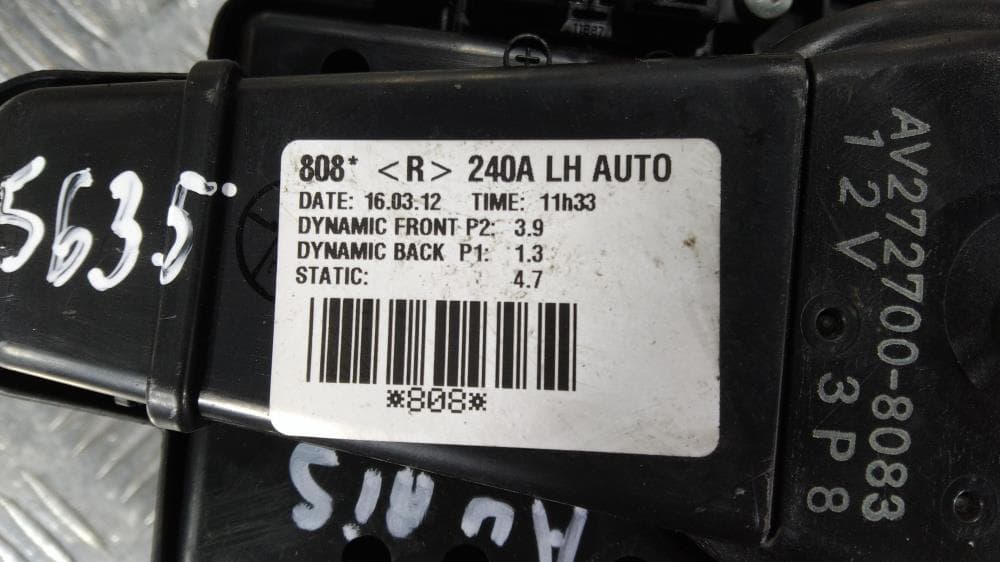 808* <R> 240A LH AUTO
DATE: 16.03.12 TIME: 11h33
DYNAMIC FRONT P2: 3.9
DYNAMIC BACK P1: 1.3
STATIC: 4.7
*808*
5635
AV272700-8083
12V 3P8